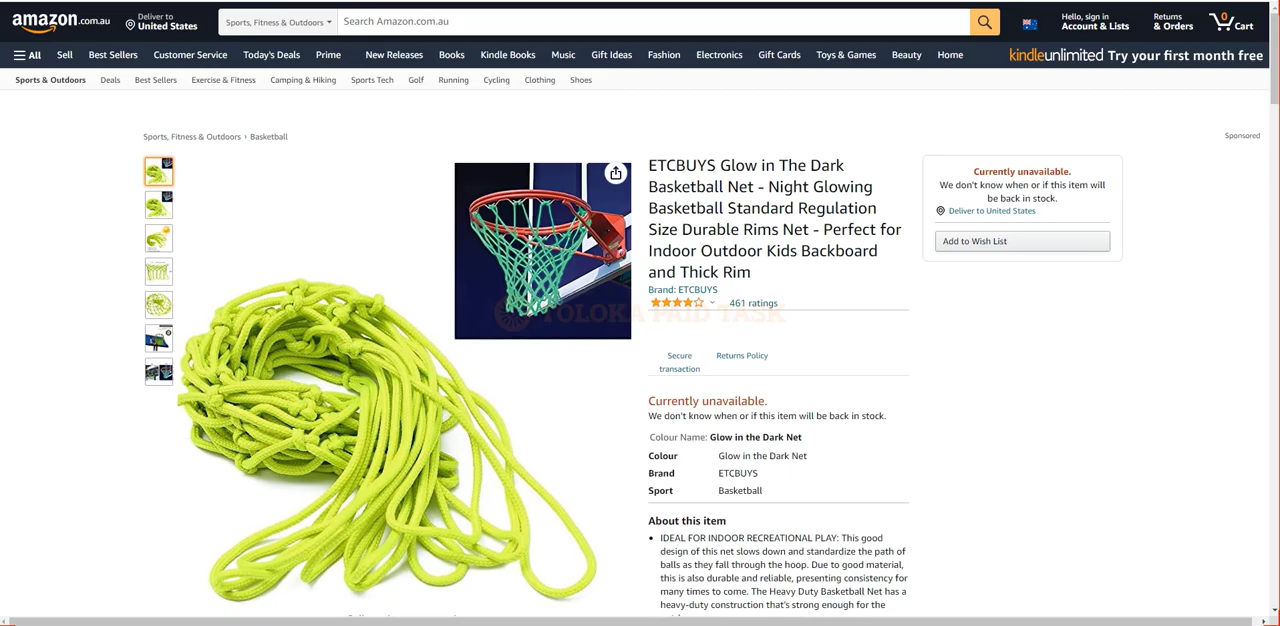 amazon.com.au
Deliver to
United States
Sports, Fitness & Outdoors
Search Amazon.com.au
Hello, sign in
Account & Lists
Returns
& Orders
0
Cart
All
Sell
Best Sellers
Customer Service
Today's Deals
Prime
New Releases
Books
Kindle Books
Music
Gift Ideas
Fashion
Electronics
Gift Cards
Toys & Games
Beauty
Home
kindleunlimited Try your first month free
Sports & Outdoors
Deals
Best Sellers
Exercise & Fitness
Camping & Hiking
Sports Tech
Golf
Running
Cycling
Clothing
Shoes
Sports, Fitness & Outdoors › Basketball
Sponsored
ETCBUYS Glow in The Dark
Basketball Net - Night Glowing
Basketball Standard Regulation
Size Durable Rims Net - Perfect for
Indoor Outdoor Kids Backboard
and Thick Rim
Brand: ETCBUYS
461 ratings
TOLOKA PAID TASK
Secure
transaction
Returns Policy
Currently unavailable.
We don't know when or if this item will be back in stock.
Colour Name: Glow in the Dark Net
Colour Glow in the Dark Net
Brand ETCBUYS
Sport Basketball
About this item
• IDEAL FOR INDOOR RECREATIONAL PLAY: This good
design of this net slows down and standardize the path of
balls as they fall through the hoop. Due to good material,
this is also durable and reliable, presenting consistency for
many times to come. The Heavy Duty Basketball Net has a
heavy-duty construction that's strong enough for the
Currently unavailable.
We don't know when or if this item will
be back in stock.
Deliver to United States
Add to Wish List